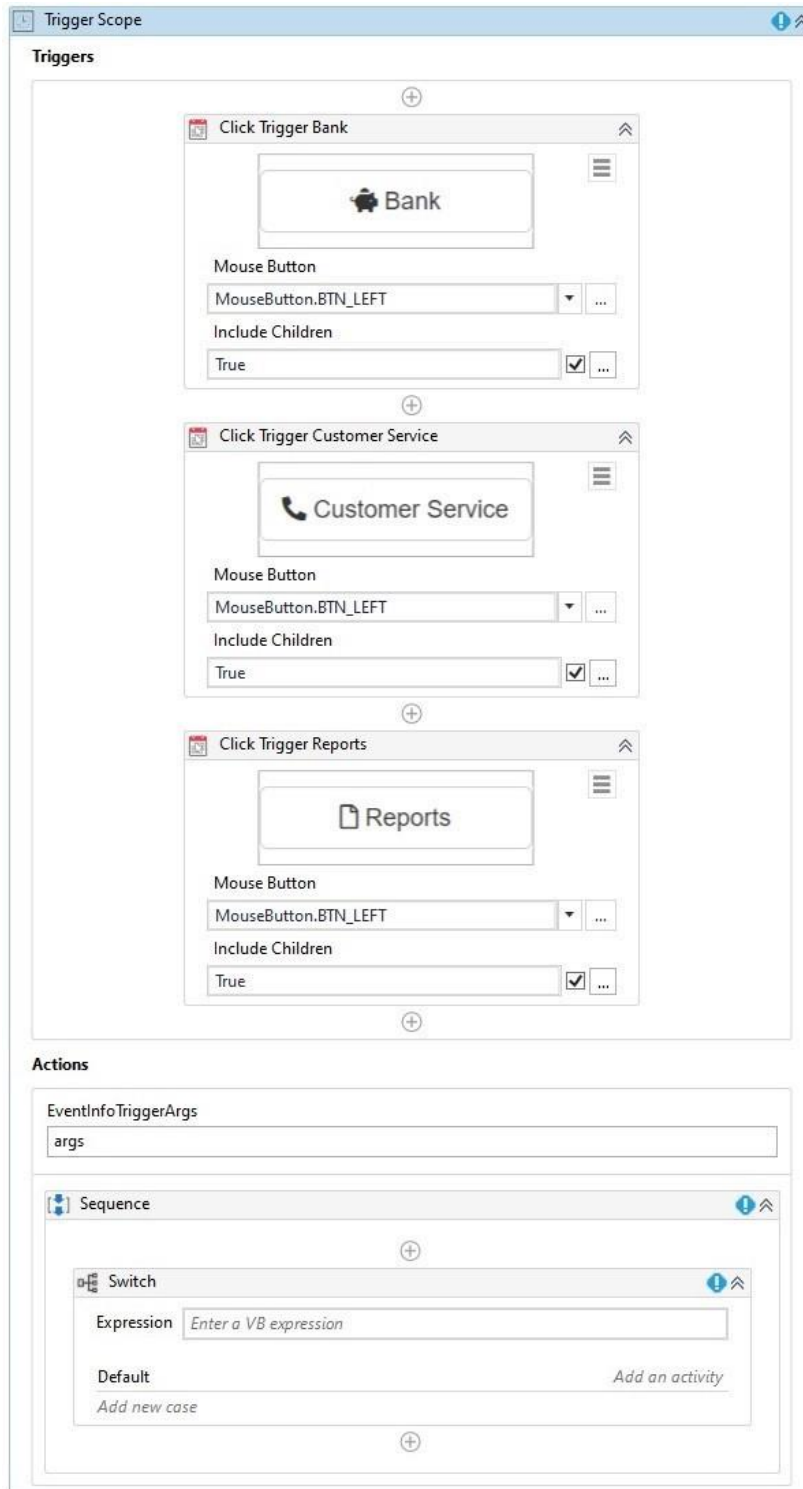 Trigger Scope
Triggers
Click Trigger Bank
Bank
Mouse Button
MouseButton.BTN_LEFT
...
Include Children
True
...
Click Trigger Customer Service
Customer Service
Mouse Button
MouseButton.BTN_LEFT
...
Include Children
True
...
Click Trigger Reports
Reports
Mouse Button
MouseButton.BTN_LEFT
...
Include Children
True
...
Actions
EventInfoTriggerArgs
args
Sequence
Switch
Expression Enter a VB expression
Default Add an activity
Add new case